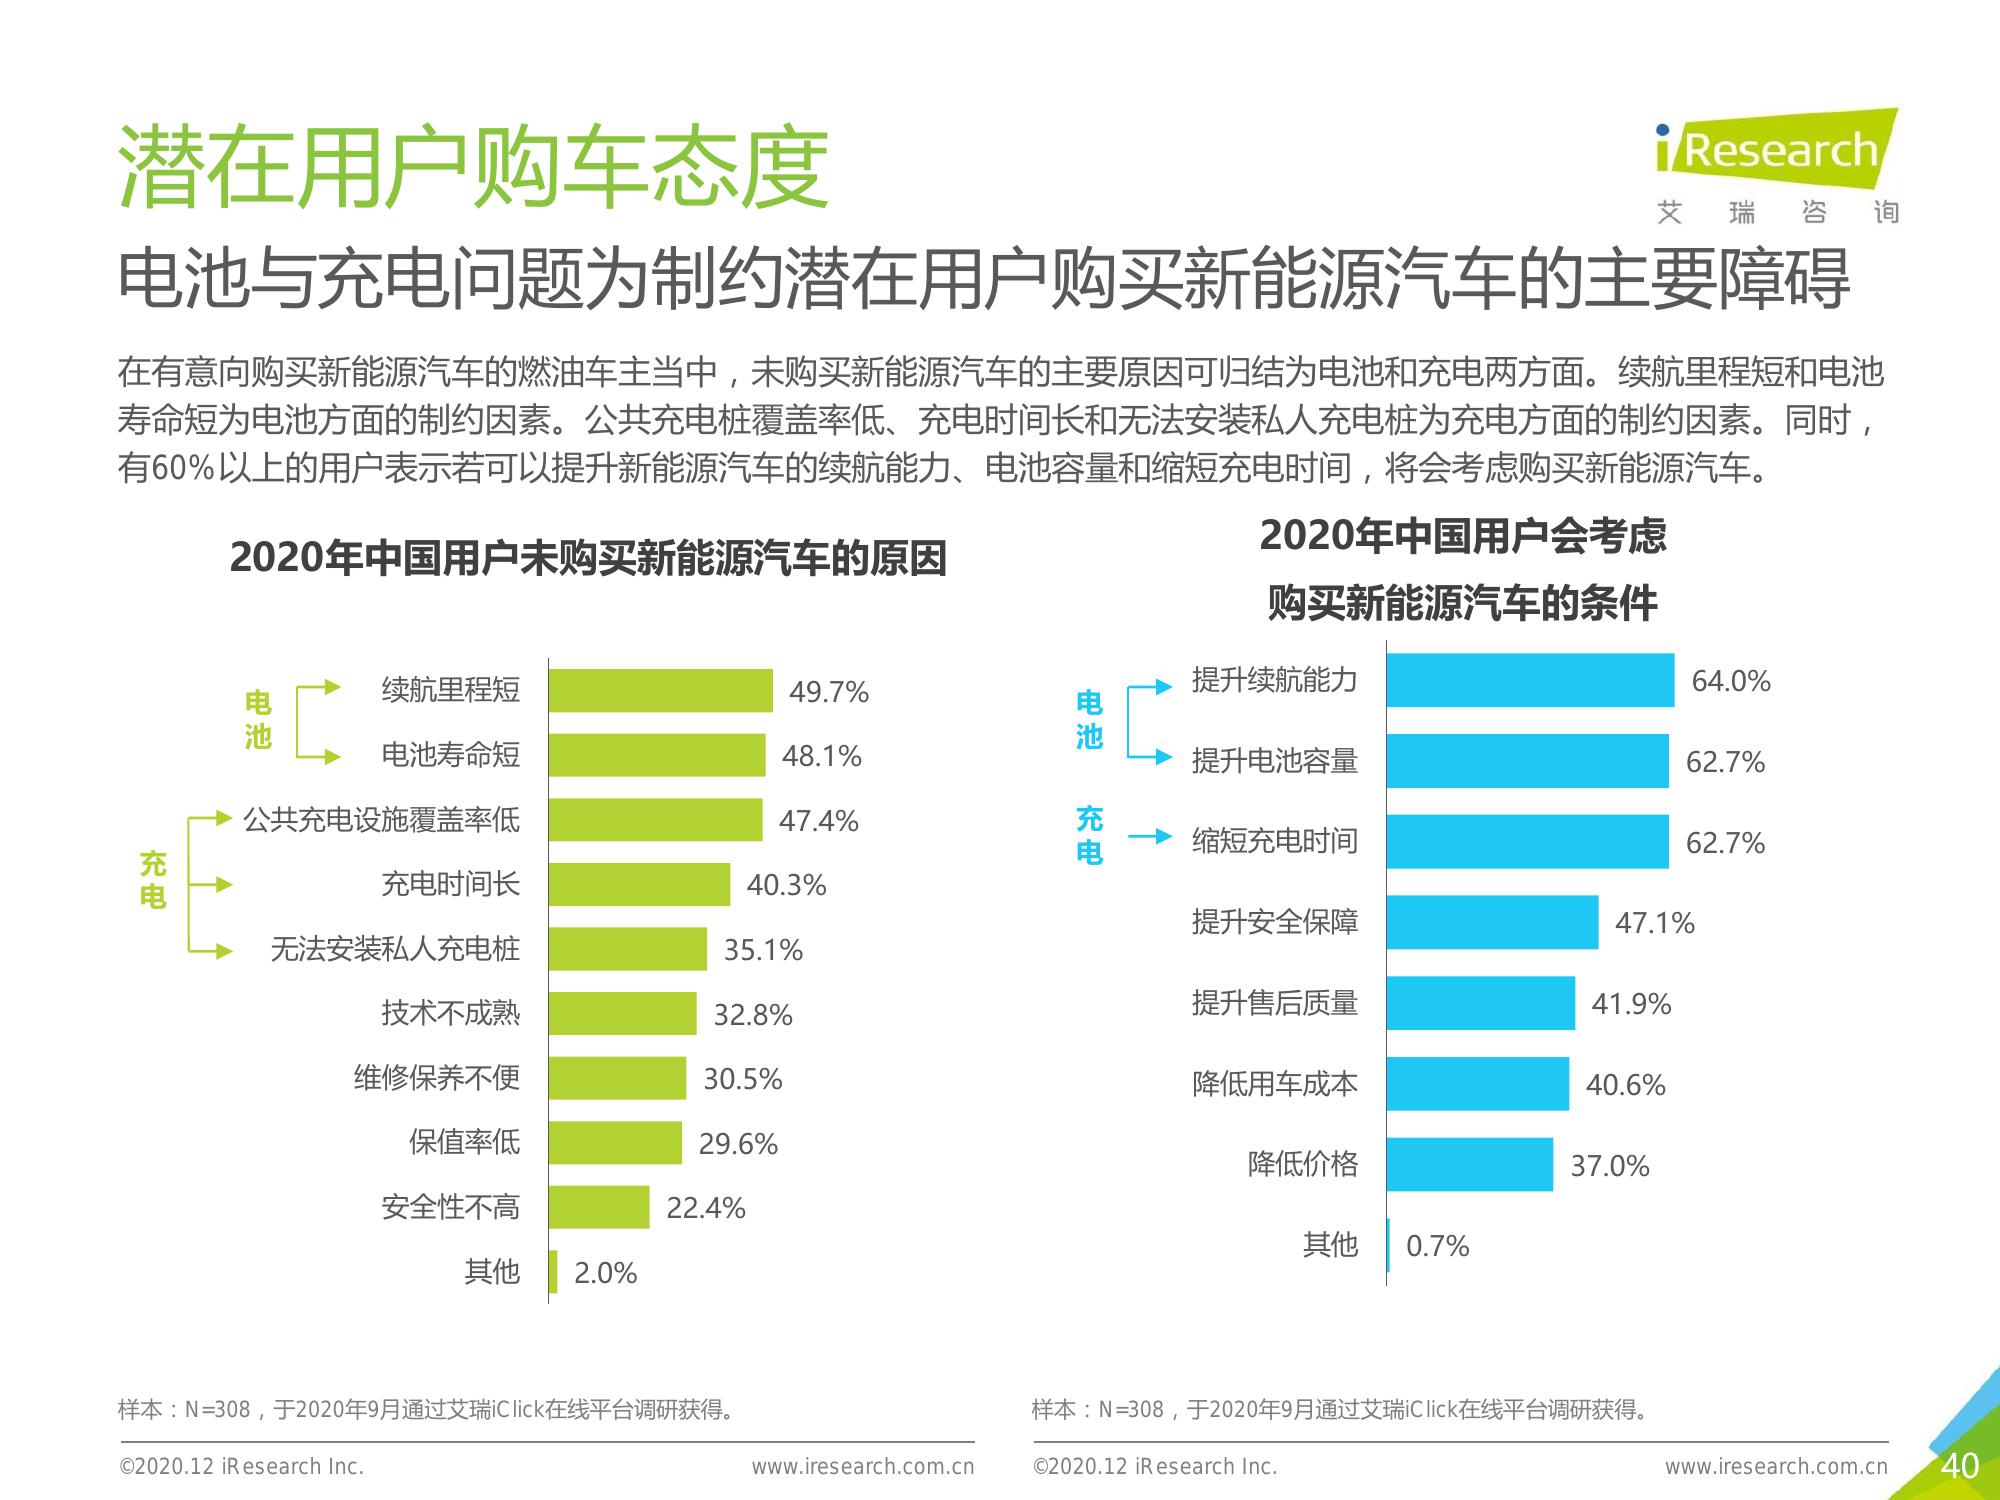 潜在用户购车态度
iResearch
艾瑞咨询
电池与充电问题为制约潜在用户购买新能源汽车的主要障碍
在有意向购买新能源汽车的燃油车主当中，未购买新能源汽车的主要原因可归结为电池和充电两方面。续航里程短和电池
寿命短为电池方面的制约因素。公共充电桩覆盖率低、充电时间长和无法安装私人充电桩为充电方面的制约因素。同时，
有60%以上的用户表示若可以提升新能源汽车的续航能力、电池容量和缩短充电时间，将会考虑购买新能源汽车。
2020年中国用户未购买新能源汽车的原因
电池
充电
续航里程短 49.7%
电池寿命短 48.1%
公共充电设施覆盖率低 47.4%
充电时间长 40.3%
无法安装私人充电桩 35.1%
技术不成熟 32.8%
维修保养不便 30.5%
保值率低 29.6%
安全性不高 22.4%
其他 2.0%
2020年中国用户会考虑
购买新能源汽车的条件
电池
充电
提升续航能力 64.0%
提升电池容量 62.7%
缩短充电时间 62.7%
提升安全保障 47.1%
提升售后质量 41.9%
降低用车成本 40.6%
降低价格 37.0%
其他 0.7%
样本：N=308，于2020年9月通过艾瑞iClick在线平台调研获得。
样本：N=308，于2020年9月通过艾瑞iClick在线平台调研获得。
©2020.12 iResearch Inc. www.iresearch.com.cn
©2020.12 iResearch Inc. www.iresearch.com.cn
40